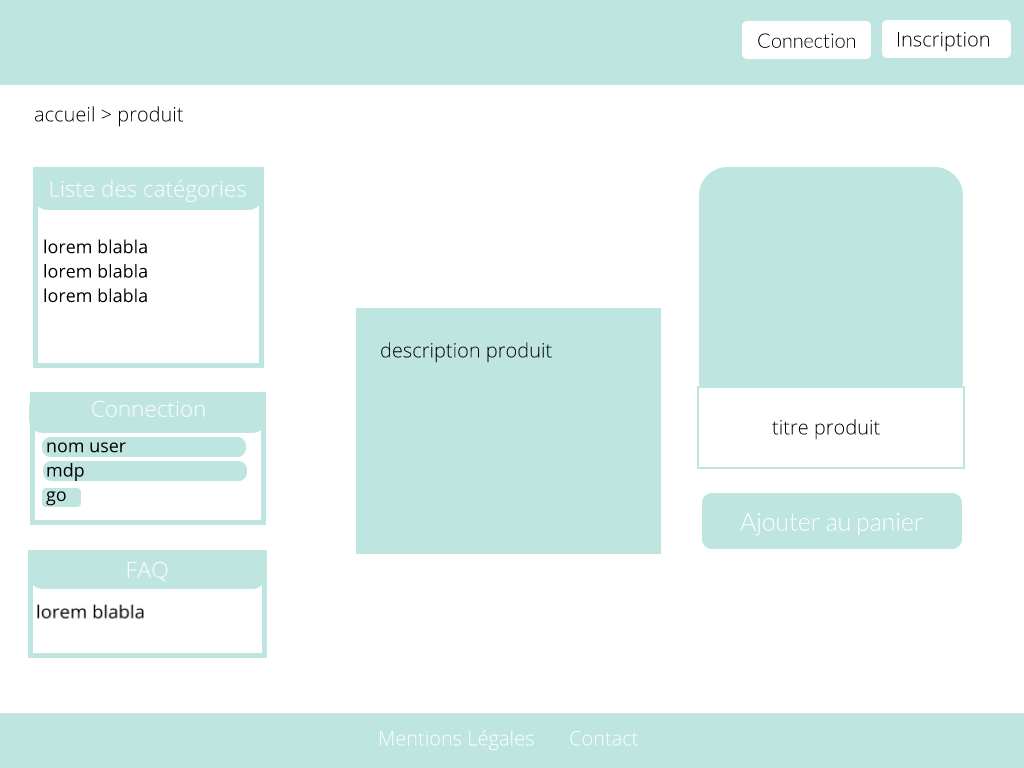 Connection
Inscription
accueil > produit
Liste des catégories
lorem blabla
lorem blabla
lorem blabla
Connection
nom user
mdp
go
FAQ
lorem blabla
description produit
titre produit
Ajouter au panier
Mentions Légales
Contact